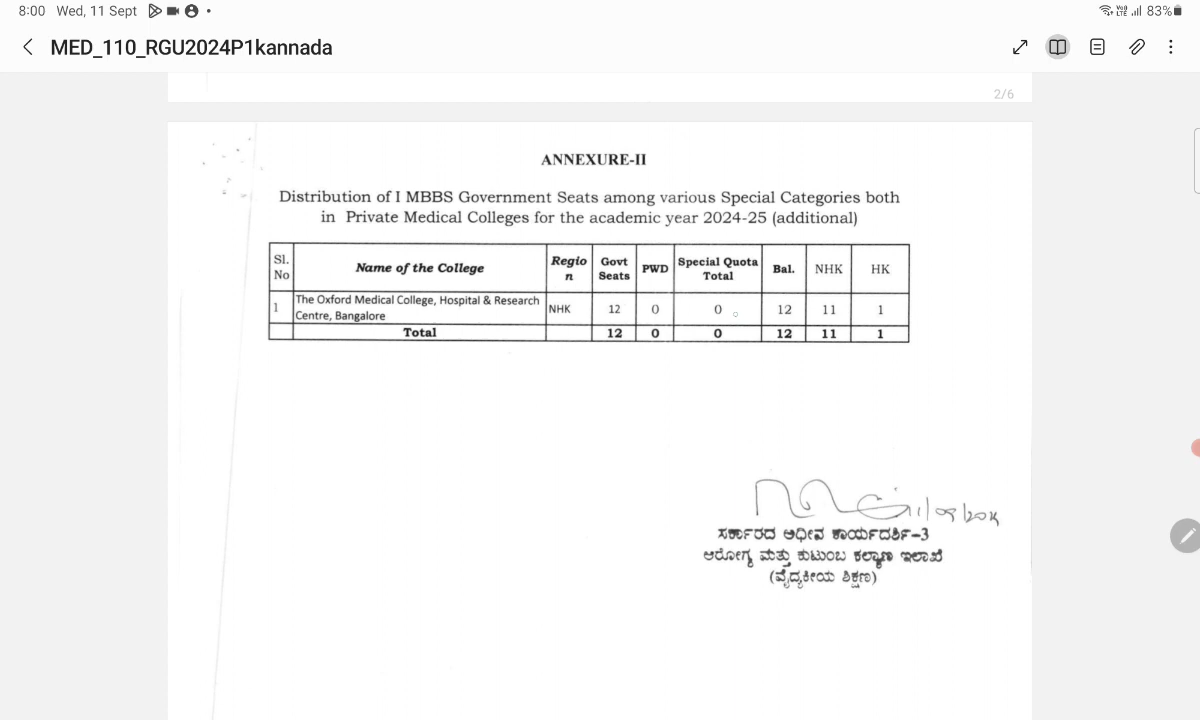 8:00 Wed, 11 Sept
83%
MED_110_RGU2024P1kannada
2/6
ANNEXURE-II
Distribution of I MBBS Government Seats among various Special Categories both
in Private Medical Colleges for the academic year 2024-25 (additional)
Sl. No Name of the College Regio n Govt Seats PWD Special Quota Total Bal. NHK HK
1 The Oxford Medical College, Hospital & Research Centre, Bangalore NHK 12 0 0 12 11 1
Total 12 0 0 12 11 1
ಸರ್ಕಾರದ ಅಧೀನ ಕಾರ್ಯದರ್ಶಿ-3
ಆರೋಗ್ಯ ಮತ್ತು ಕುಟುಂಬ ಕಲ್ಯಾಣ ಇಲಾಖೆ
(ವೈದ್ಯಕೀಯ ಶಿಕ್ಷಣ)